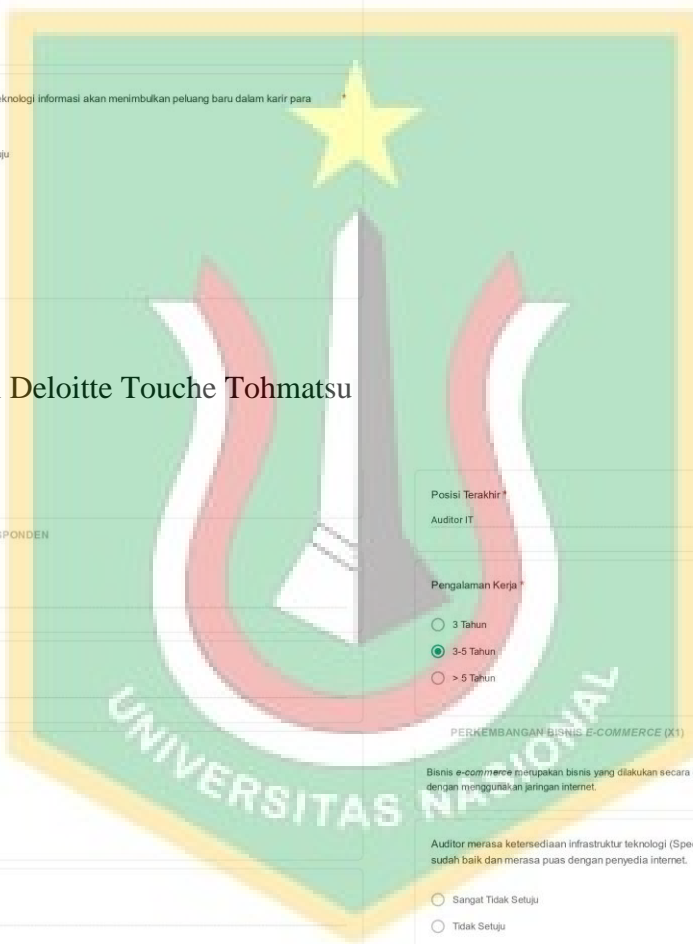 eknologi informasi akan menimbulkan peluang baru dalam karir para *
uju
Deloitte Touche Tohmatsu
SPONDEN
Posisi Terakhir *
Auditor IT
Pengalaman Kerja *
3 Tahun
3-5 Tahun
> 5 Tahun
PERKEMBANGAN BISNIS E-COMMERCE (X1)
Bisnis e-commerce merupakan bisnis yang dilakukan secara
dengan menggunakan jaringan internet.
Auditor merasa ketersediaan infrastruktur teknologi (Spe
sudah baik dan merasa puas dengan penyedia internet.
Sangat Tidak Setuju
Tidak Setuju
UNIVERSITAS NASIONAL